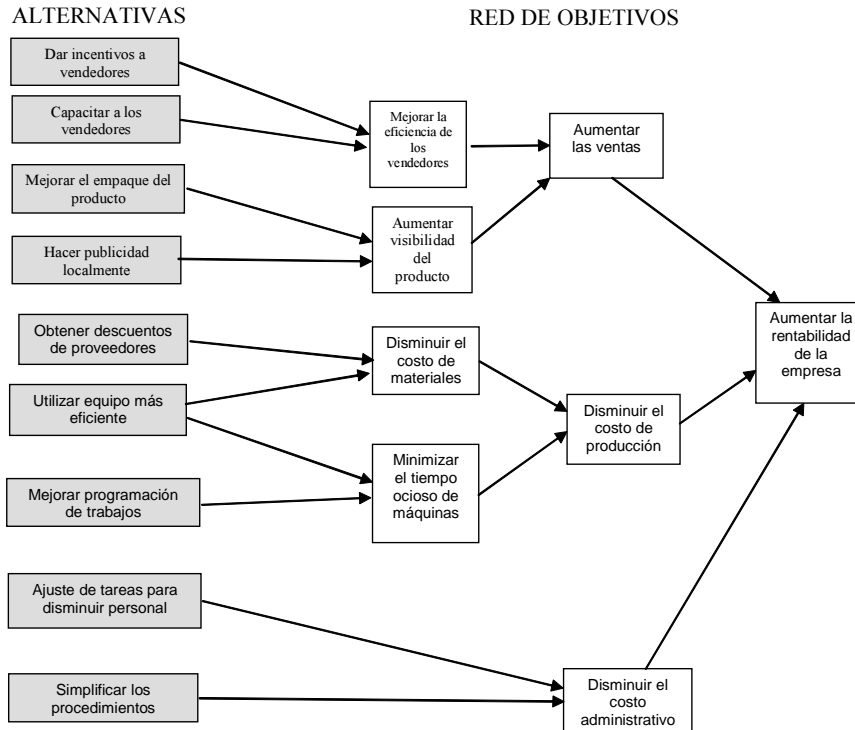 ALTERNATIVAS
RED DE OBJETIVOS
Dar incentivos a
vendedores
Capacitar a los
vendedores
Mejorar el empaque del
producto
Hacer publicidad
localmente
Obtener descuentos
de proveedores
Utilizar equipo más
eficiente
Mejorar programación
de trabajos
Ajuste de tareas para
disminuir personal
Simplificar los
procedimientos
Mejorar la
eficiencia de
los
vendedores
Aumentar
visibilidad
del
producto
Disminuir el
costo de
materiales
Minimizar
el tiempo
ocioso de
máquinas
Aumentar
las ventas
Disminuir el
costo de
producción
Disminuir el
costo
administrativo
Aumentar la
rentabilidad
de la
empresa